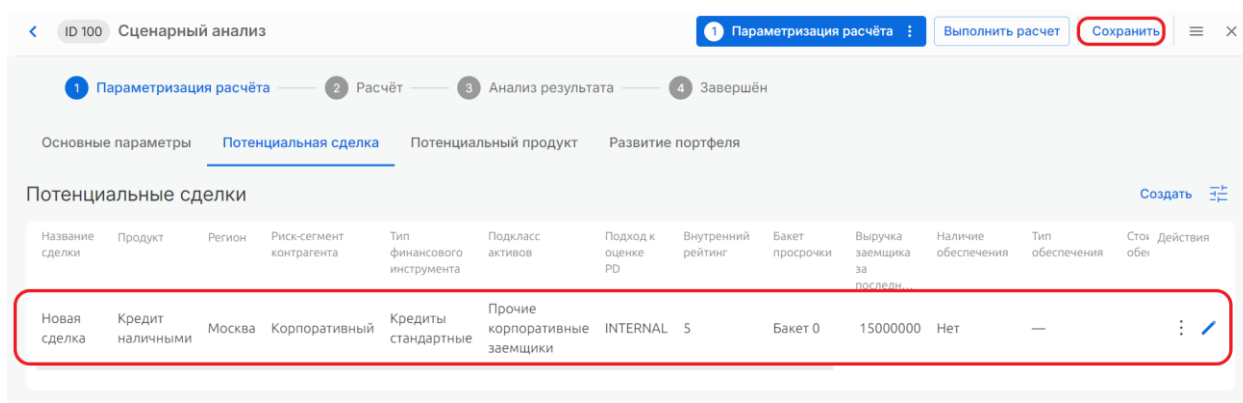 ID 100 Сценарный анализ 1 Параметризация расчёта Выполнить расчет Сохранить
1 Параметризация расчёта 2 Расчёт 3 Анализ результата 4 Завершён
Основные параметры Потенциальная сделка Потенциальный продукт Развитие портфеля
Потенциальные сделки Создать
Название Продукт Регион Риск-сегмент Тип Подкласс Подход к Внутренний Бакет Выручка Наличие Тип Действия
сделки контрагента финансового активов оценке рейтинг просрочки заемщика обеспечения обеспечения
инструмента PD за
последн...
Новая Кредит Москва Корпоративный Кредиты Прочие INTERNAL 5 Бакет 0 15000000 Нет —
сделка наличными стандартные корпоративные
заемщики